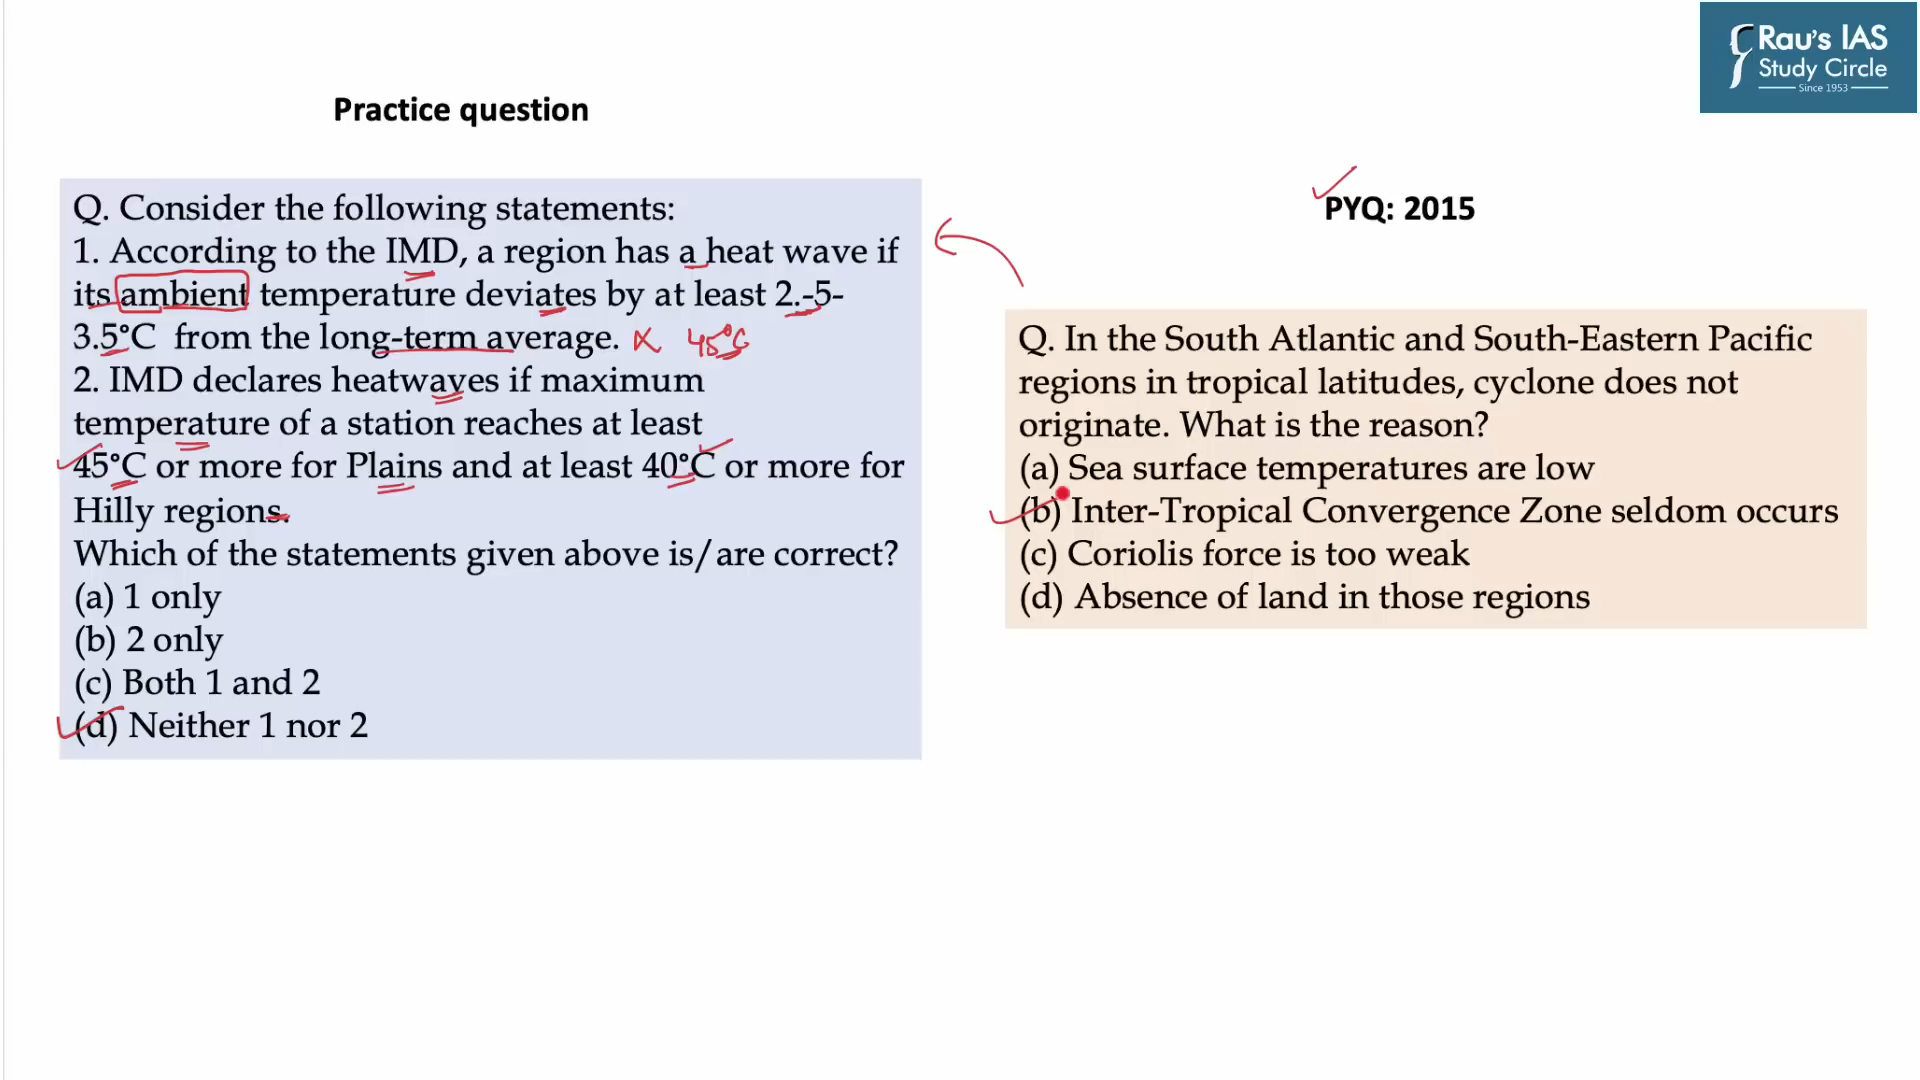 Rau's IAS
Study Circle
Since 1953
Practice question
Q. Consider the following statements:
1. According to the IMD, a region has a heat wave if
its ambient temperature deviates by at least 2.-5-
3.5°C from the long-term average. × 45°C
2. IMD declares heatwaves if maximum
temperature of a station reaches at least
45°C or more for Plains and at least 40°C or more for
Hilly regions.
Which of the statements given above is/are correct?
(a) 1 only
(b) 2 only
(c) Both 1 and 2
(d) Neither 1 nor 2
PYQ: 2015
Q. In the South Atlantic and South-Eastern Pacific
regions in tropical latitudes, cyclone does not
originate. What is the reason?
(a) Sea surface temperatures are low
(b) Inter-Tropical Convergence Zone seldom occurs
(c) Coriolis force is too weak
(d) Absence of land in those regions